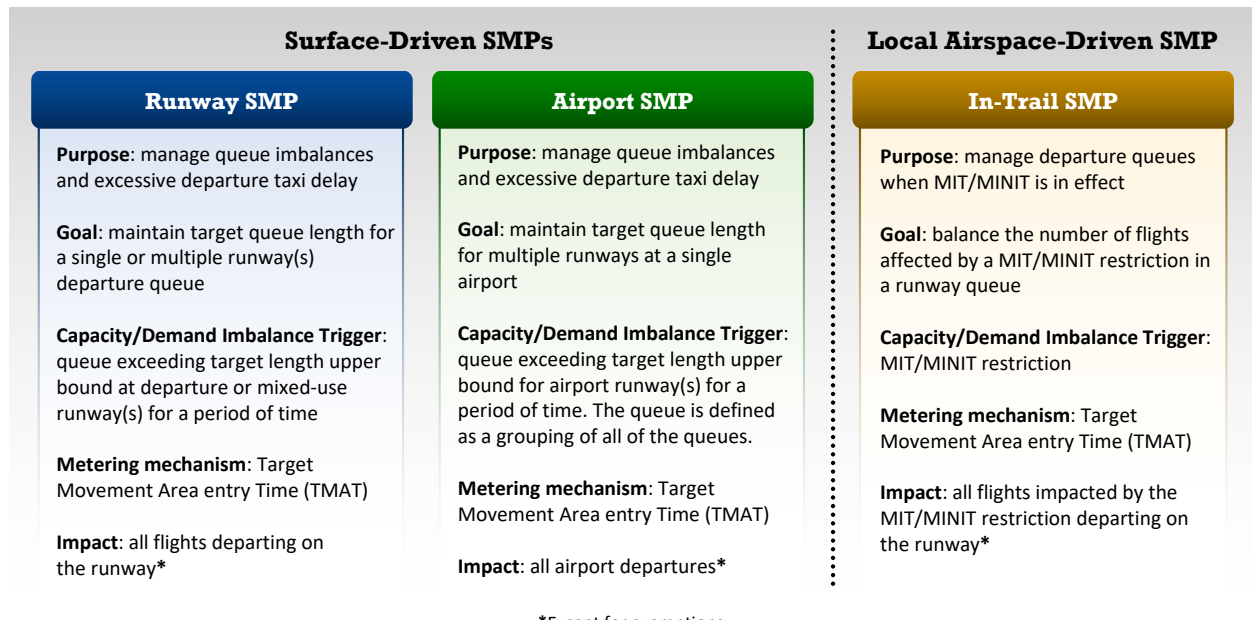 Surface-Driven SMPs
Local Airspace-Driven SMP
Runway SMP
Purpose: manage queue imbalances
and excessive departure taxi delay
Goal: maintain target queue length for
a single or multiple runway(s)
departure queue
Capacity/Demand Imbalance Trigger:
queue exceeding target length upper
bound at departure or mixed-use
runway(s) for a period of time
Metering mechanism: Target
Movement Area entry Time (TMAT)
Impact: all flights departing on
the runway*
Airport SMP
Purpose: manage queue imbalances
and excessive departure taxi delay
Goal: maintain target queue length
for multiple runways at a single
airport
Capacity/Demand Imbalance Trigger:
queue exceeding target length upper
bound for airport runway(s) for a
period of time. The queue is defined
as a grouping of all of the queues.
Metering mechanism: Target
Movement Area entry Time (TMAT)
Impact: all airport departures*
In-Trail SMP
Purpose: manage departure queues
when MIT/MINIT is in effect
Goal: balance the number of flights
affected by a MIT/MINIT restriction in
a runway queue
Capacity/Demand Imbalance Trigger:
MIT/MINIT restriction
Metering mechanism: Target
Movement Area entry Time (TMAT)
Impact: all flights impacted by the
MIT/MINIT restriction departing on
the runway*